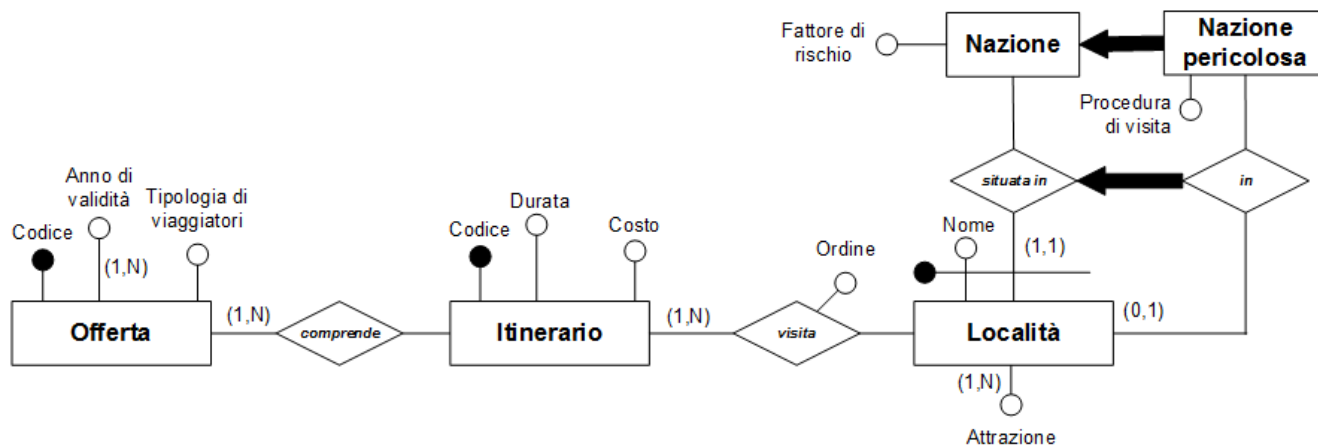 Fattore di
rischio
Nazione
Nazione
pericolosa
Procedura
di visita
Anno di
validità
Tipologia di
viaggiatori
Codice
(1,N)
Codice
Durata
Costo
situata in
in
Nome
(1,1)
Ordine
Offerta
(1,N)
comprende
Itinerario
(1,N)
visita
Località
(0,1)
(1,N)
Attrazione